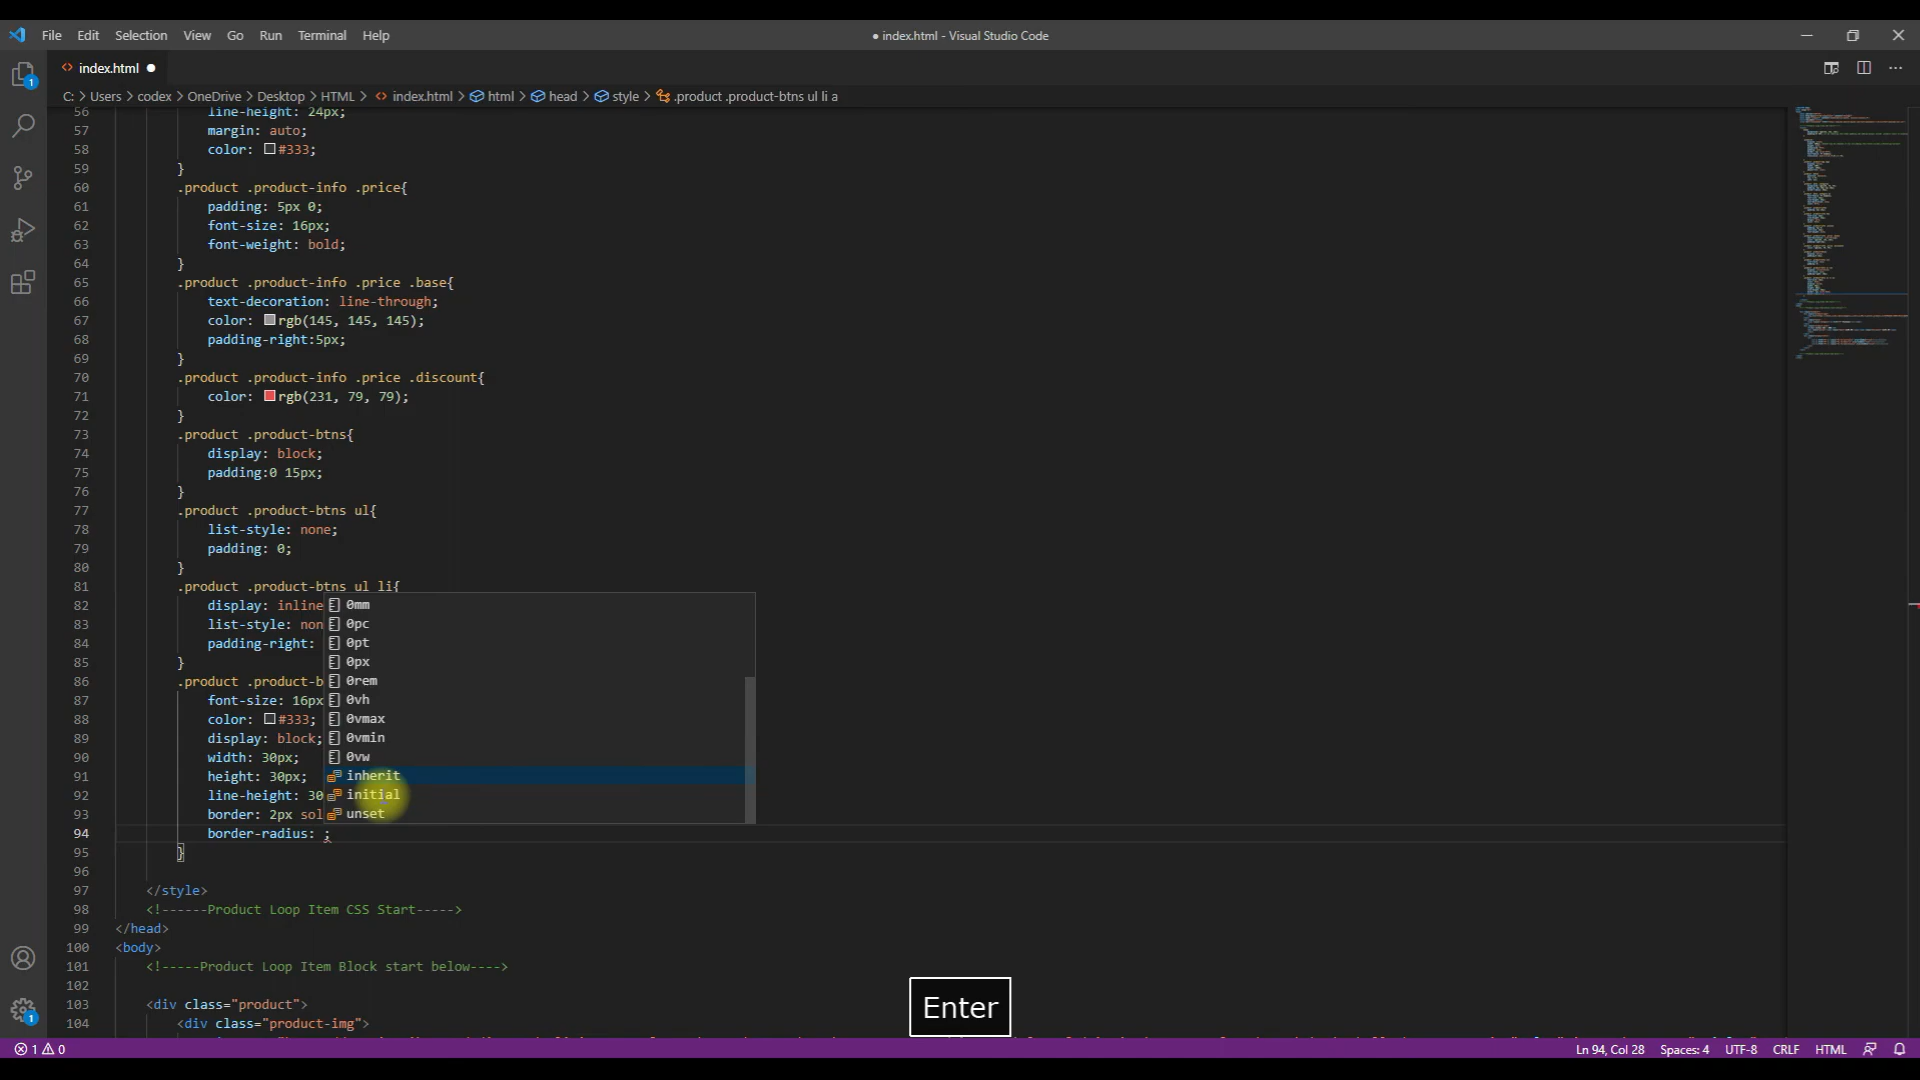 File Edit Selection View Go Run Terminal Help
● index.html - Visual Studio Code
1
<> index.html ●
C: > Users > codex > OneDrive > Desktop > HTML > <> index.html > html > head > style > .product .product-btns ul li a
56 line-height: 24px;
57 margin: auto;
58 color: #333;
59 }
60 .product .product-info .price{
61 padding: 5px 0;
62 font-size: 16px;
63 font-weight: bold;
64 }
65 .product .product-info .price .base{
66 text-decoration: line-through;
67 color: rgb(145, 145, 145);
68 padding-right:5px;
69 }
70 .product .product-info .price .discount{
71 color: rgb(231, 79, 79);
72 }
73 .product .product-btns{
74 display: block;
75 padding:0 15px;
76 }
77 .product .product-btns ul{
78 list-style: none;
79 padding: 0;
80 }
81 .product .product-btns ul li{
82 display: inline 0mm
83 list-style: non 0pc
84 padding-right: 0pt
85 } 0px
86 .product .product-b 0rem
87 font-size: 16px 0vh
88 color: #333; 0vmax
89 display: block; 0vmin
90 width: 30px; 0vw
91 height: 30px; inherit
92 line-height: 30 initial
93 border: 2px sol unset
94 border-radius: ;
95 }
96
97 </style>
98 <!------Product Loop Item CSS Start----->
99 </head>
100 <body>
101 <!-----Product Loop Item Block start below---->
102
103 <div class="product">
104 <div class="product-img">
Enter
1
1 0
Ln 94, Col 28 Spaces: 4 UTF-8 CRLF HTML